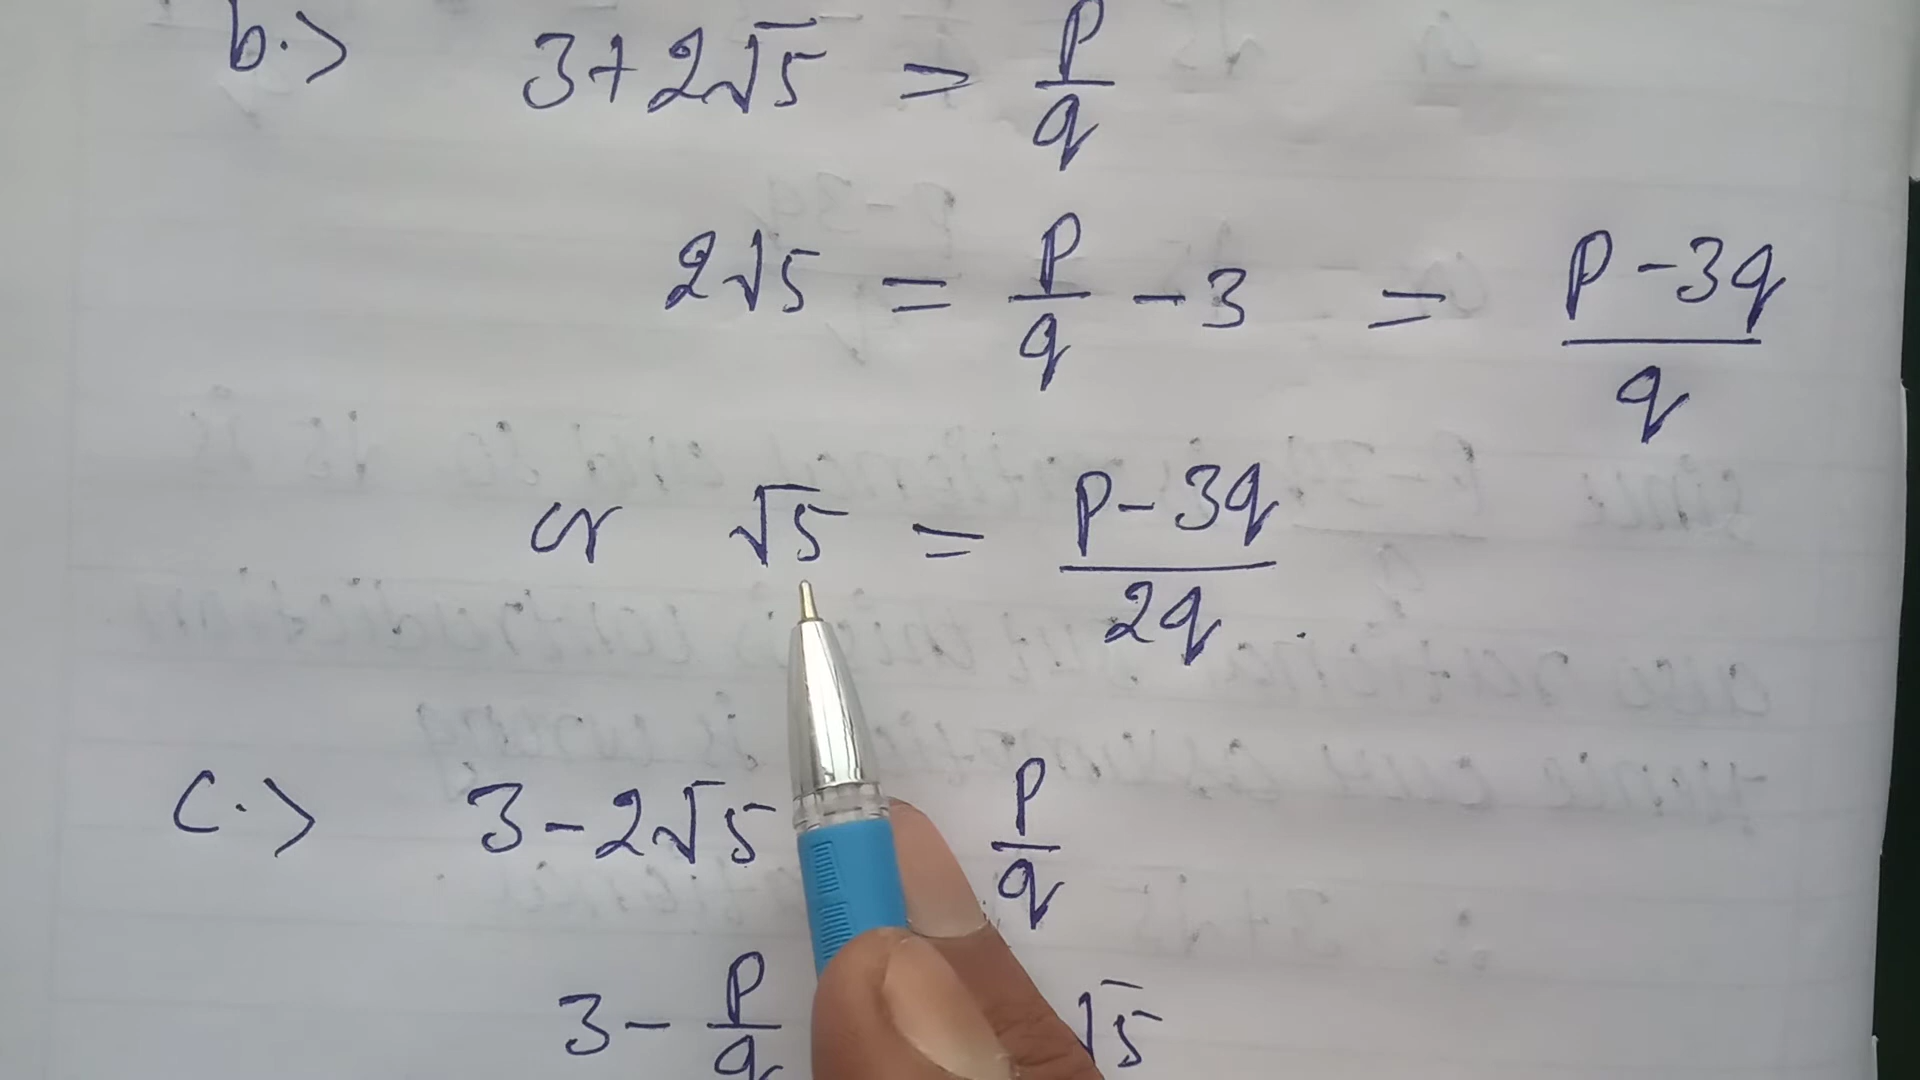 b.> 3+2√5 = p/q
2√5 = p/q - 3 = (p-3q)/q
or √5 = (p-3q)/2q.
c.> 3-2√5 p/q
3 - p/q √5